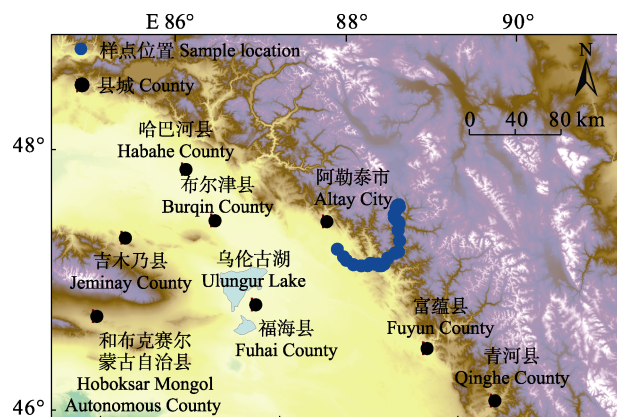 E 86° 88° 90°
样点位置 Sample location
县城 County
N
0 40 80 km
48°
哈巴河县
Habahe County
布尔津县
Burqin County
阿勒泰市
Altay City
吉木乃县
Jeminay County
乌伦古湖
Ulungur Lake
福海县
Fuhai County
富蕴县
Fuyun County
和布克赛尔
蒙古自治县
Hoboksar Mongol
Autonomous County
青河县
Qinghe County
46°